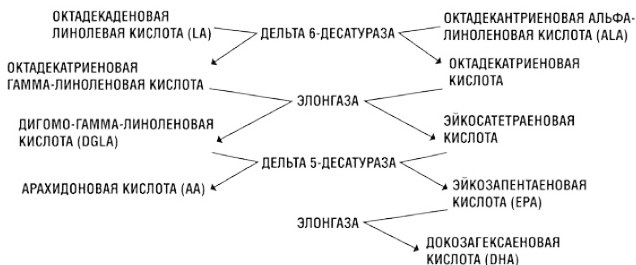 ОКТАДЕКАДЕНОВАЯ
ЛИНОЛЕВАЯ КИСЛОТА (LA)
ДЕЛЬТА 6-ДЕСАТУРАЗА
ОКТАДЕКАНТРИЕНОВАЯ АЛЬФА-
ЛИНОЛЕНОВАЯ КИСЛОТА (ALA)
ОКТАДЕКАТРИЕНОВАЯ
ГАММА-ЛИНОЛЕНОВАЯ КИСЛОТА
ОКТАДЕКАТРИЕНОВАЯ
КИСЛОТА
ЭЛОНГАЗА
ДИГОМО-ГАММА-ЛИНОЛЕНОВАЯ
КИСЛОТА (DGLA)
ЭЙКОСАТЕТРАЕНОВАЯ
КИСЛОТА
ДЕЛЬТА 5-ДЕСАТУРАЗА
АРАХИДОНОВАЯ КИСЛОТА (AA)
ЭЙКОЗАПЕНТАЕНОВАЯ
КИСЛОТА (EPA)
ЭЛОНГАЗА
ДОКОЗАГЕКСАЕНОВАЯ
КИСЛОТА (DHA)